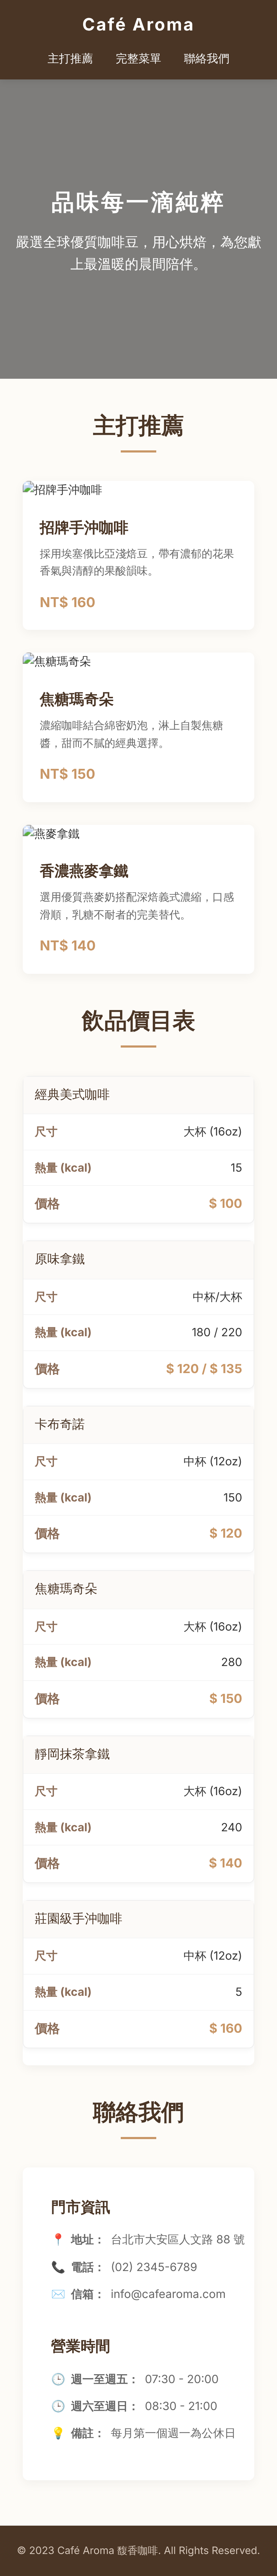 Café Aroma
主打推薦 完整菜單 聯絡我們
品味每一滴純粹
嚴選全球優質咖啡豆，用心烘焙，為您獻
上最溫暖的晨間陪伴。
主打推薦
招牌手沖咖啡
招牌手沖咖啡
採用埃塞俄比亞淺焙豆，帶有濃郁的花果
香氣與清醇的果酸韻味。
NT$ 160
焦糖瑪奇朵
焦糖瑪奇朵
濃縮咖啡結合綿密奶泡，淋上自製焦糖
醬，甜而不膩的經典選擇。
NT$ 150
燕麥拿鐵
香濃燕麥拿鐵
選用優質燕麥奶搭配深焙義式濃縮，口感
滑順，乳糖不耐者的完美替代。
NT$ 140
飲品價目表
經典美式咖啡
尺寸 大杯 (16oz)
熱量 (kcal) 15
價格 $ 100
原味拿鐵
尺寸 中杯/大杯
熱量 (kcal) 180 / 220
價格 $ 120 / $ 135
卡布奇諾
尺寸 中杯 (12oz)
熱量 (kcal) 150
價格 $ 120
焦糖瑪奇朵
尺寸 大杯 (16oz)
熱量 (kcal) 280
價格 $ 150
靜岡抹茶拿鐵
尺寸 大杯 (16oz)
熱量 (kcal) 240
價格 $ 140
莊園級手沖咖啡
尺寸 中杯 (12oz)
熱量 (kcal) 5
價格 $ 160
聯絡我們
門市資訊
📍 地址： 台北市大安區人文路 88 號
📞 電話： (02) 2345-6789
✉️ 信箱： info@cafearoma.com
營業時間
🕒 週一至週五： 07:30 - 20:00
🕒 週六至週日： 08:30 - 21:00
💡 備註： 每月第一個週一為公休日
© 2023 Café Aroma 馥香咖啡. All Rights Reserved.